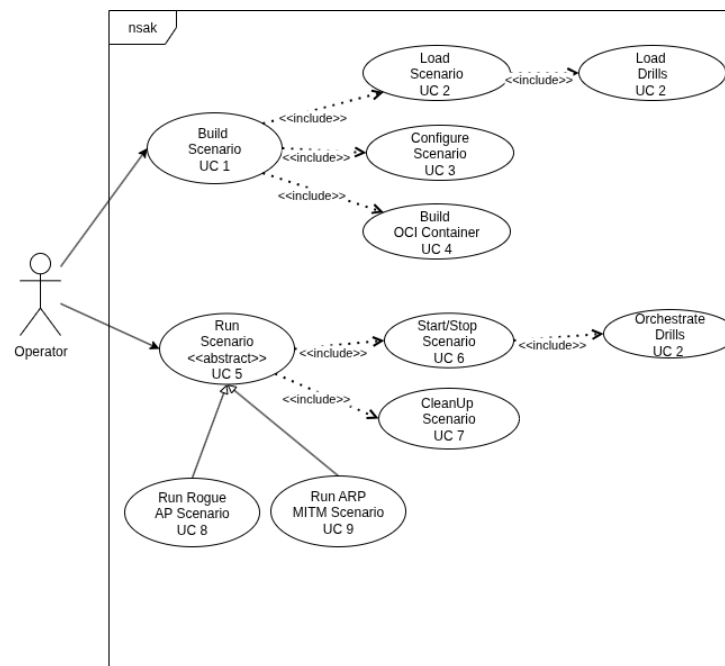 nsak
Load
Scenario
UC 2
<<include>>
Load
Drills
UC 2
<<include>>
Build
Scenario
UC 1
<<include>>
Configure
Scenario
UC 3
<<include>>
Build
OCI Container
UC 4
Operator
Run
Scenario
<<abstract>>
UC 5
<<include>>
Start/Stop
Scenario
UC 6
<<include>>
Orchestrate
Drills
UC 2
<<include>>
CleanUp
Scenario
UC 7
Run Rogue
AP Scenario
UC 8
Run ARP
MITM Scenario
UC 9